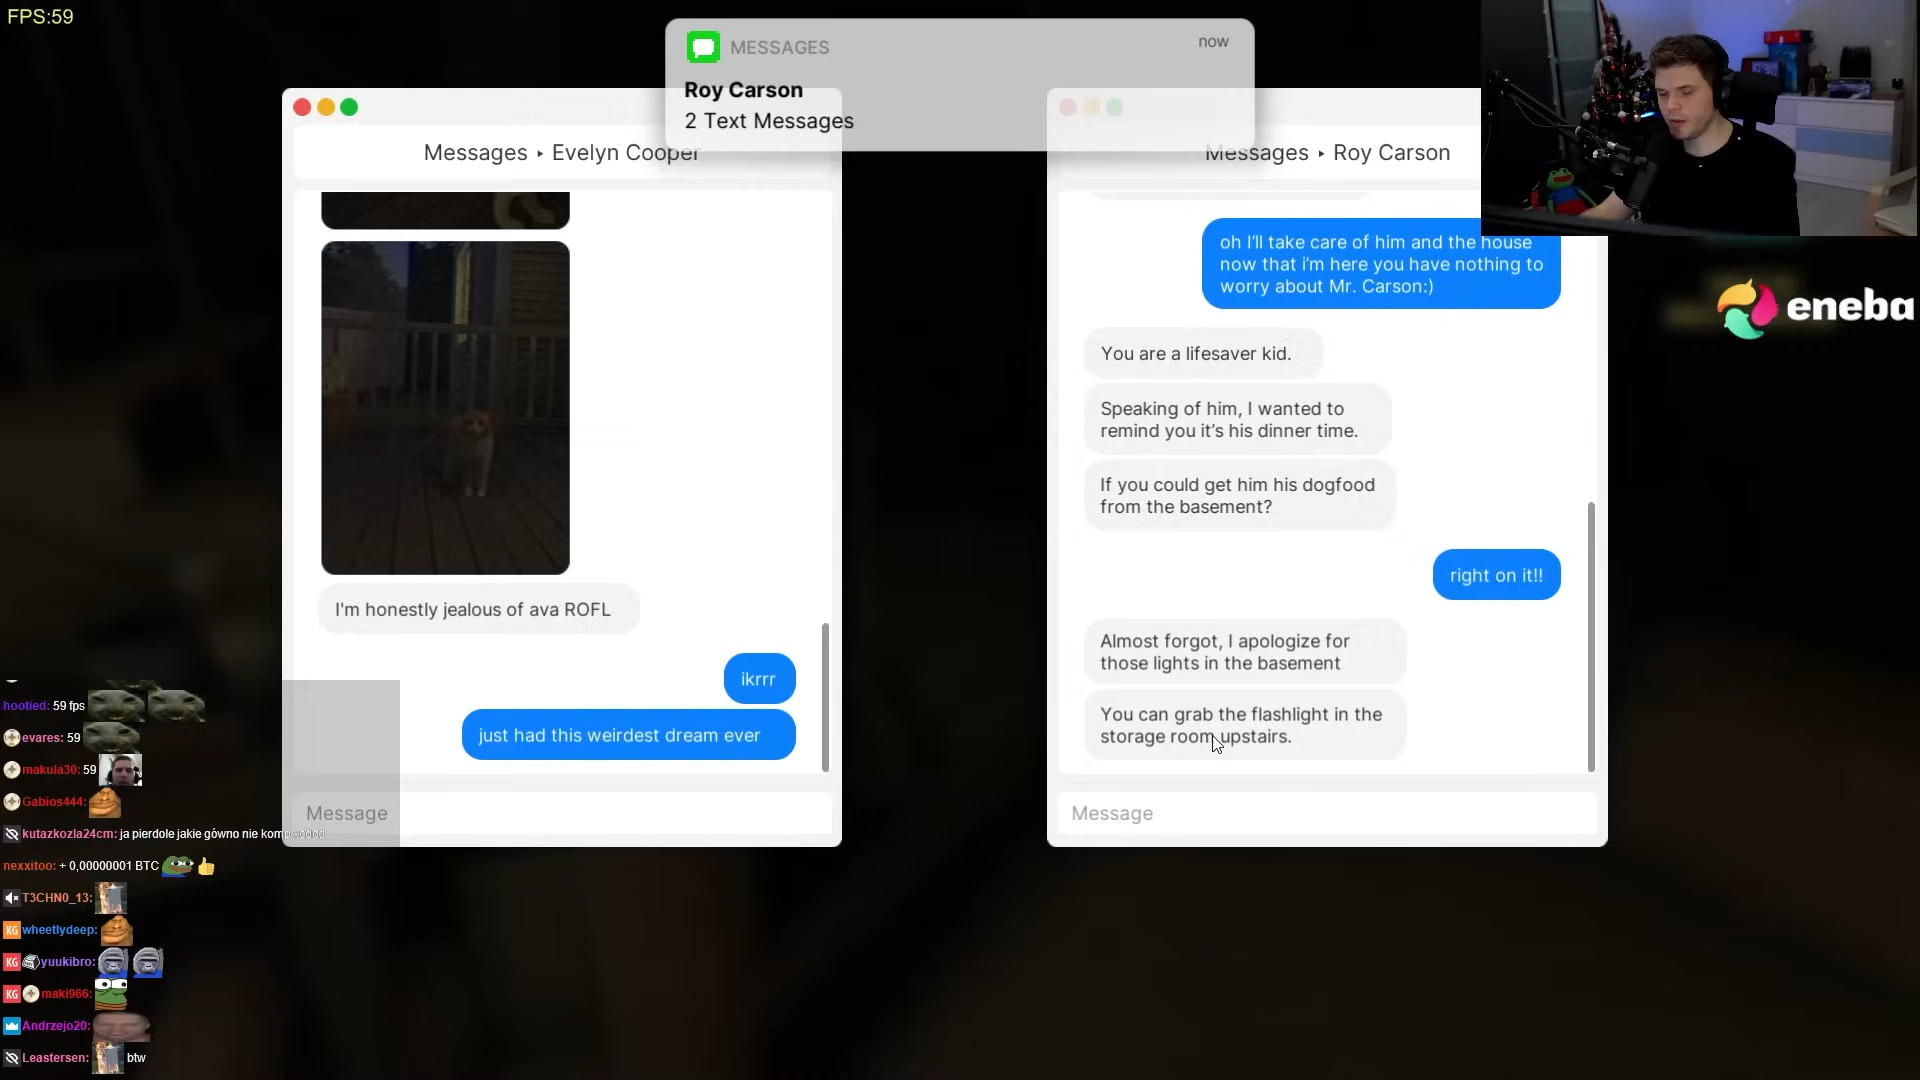 FPS:59
MESSAGES
now
Roy Carson
2 Text Messages
Messages ▸ Evelyn Cooper
I'm honestly jealous of ava ROFL
ikrrr
just had this weirdest dream ever
Message
Messages ▸ Roy Carson
oh I'll take care of him and the house
now that i'm here you have nothing to
worry about Mr. Carson:)
You are a lifesaver kid.
Speaking of him, I wanted to
remind you it's his dinner time.
If you could get him his dogfood
from the basement?
right on it!!
Almost forgot, I apologize for
those lights in the basement
You can grab the flashlight in the
storage room upstairs.
Message
eneba
hootied: 59 fps
evares: 59
makula30: 59
Gabios444:
kutazkozla24cm: ja pierdole jakie gówno nie komp
nexxitoo: + 0,00000001 BTC
T3CHN0_13:
KG wheetlydeep:
KG yuukibro:
KG maki966:
Andrzejo20:
Leastersen: btw